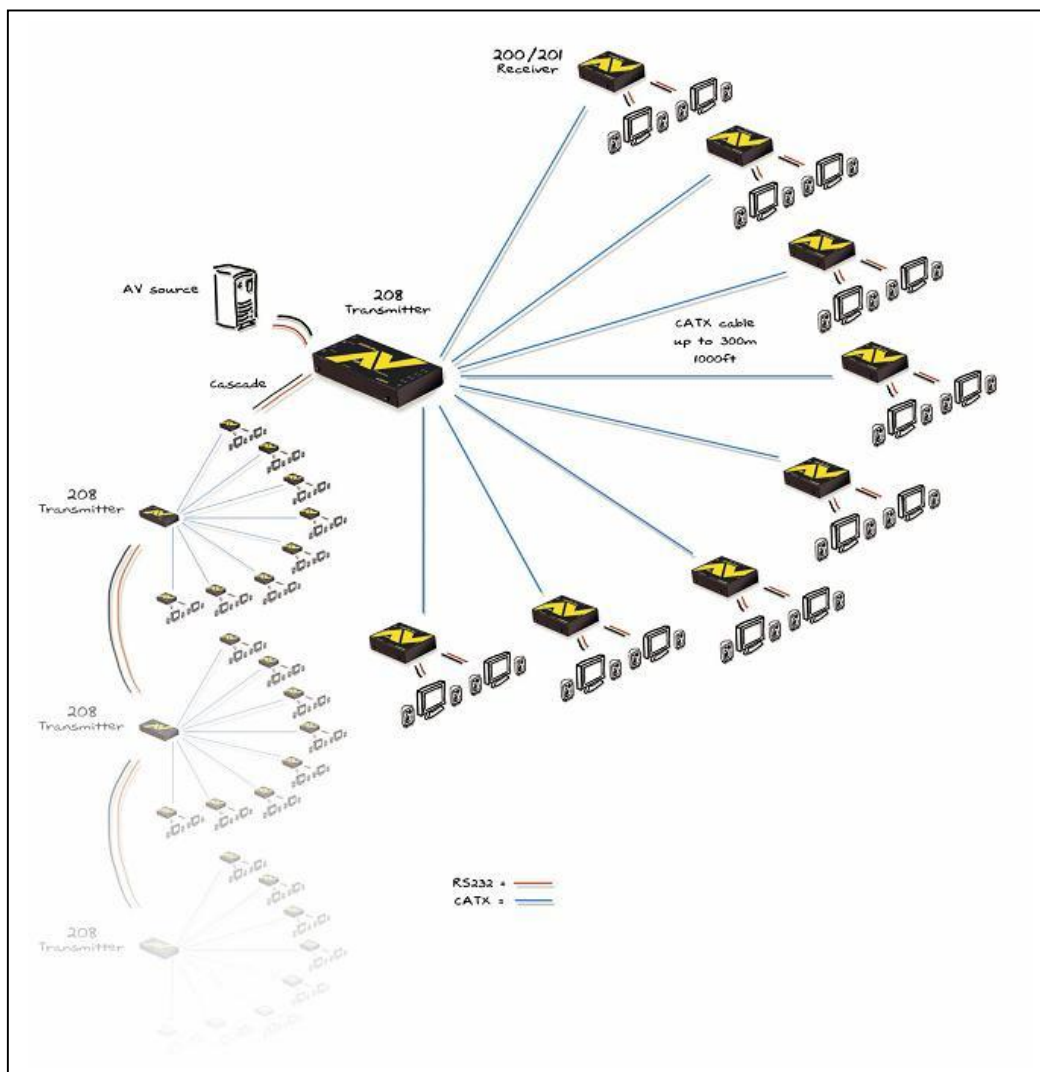 200/201
Receiver
AV source
208
Transmitter
CATX cable
up to 300m
1000ft
Cascade
208
Transmitter
208
Transmitter
RS232 =
CATX =
208
Transmitter